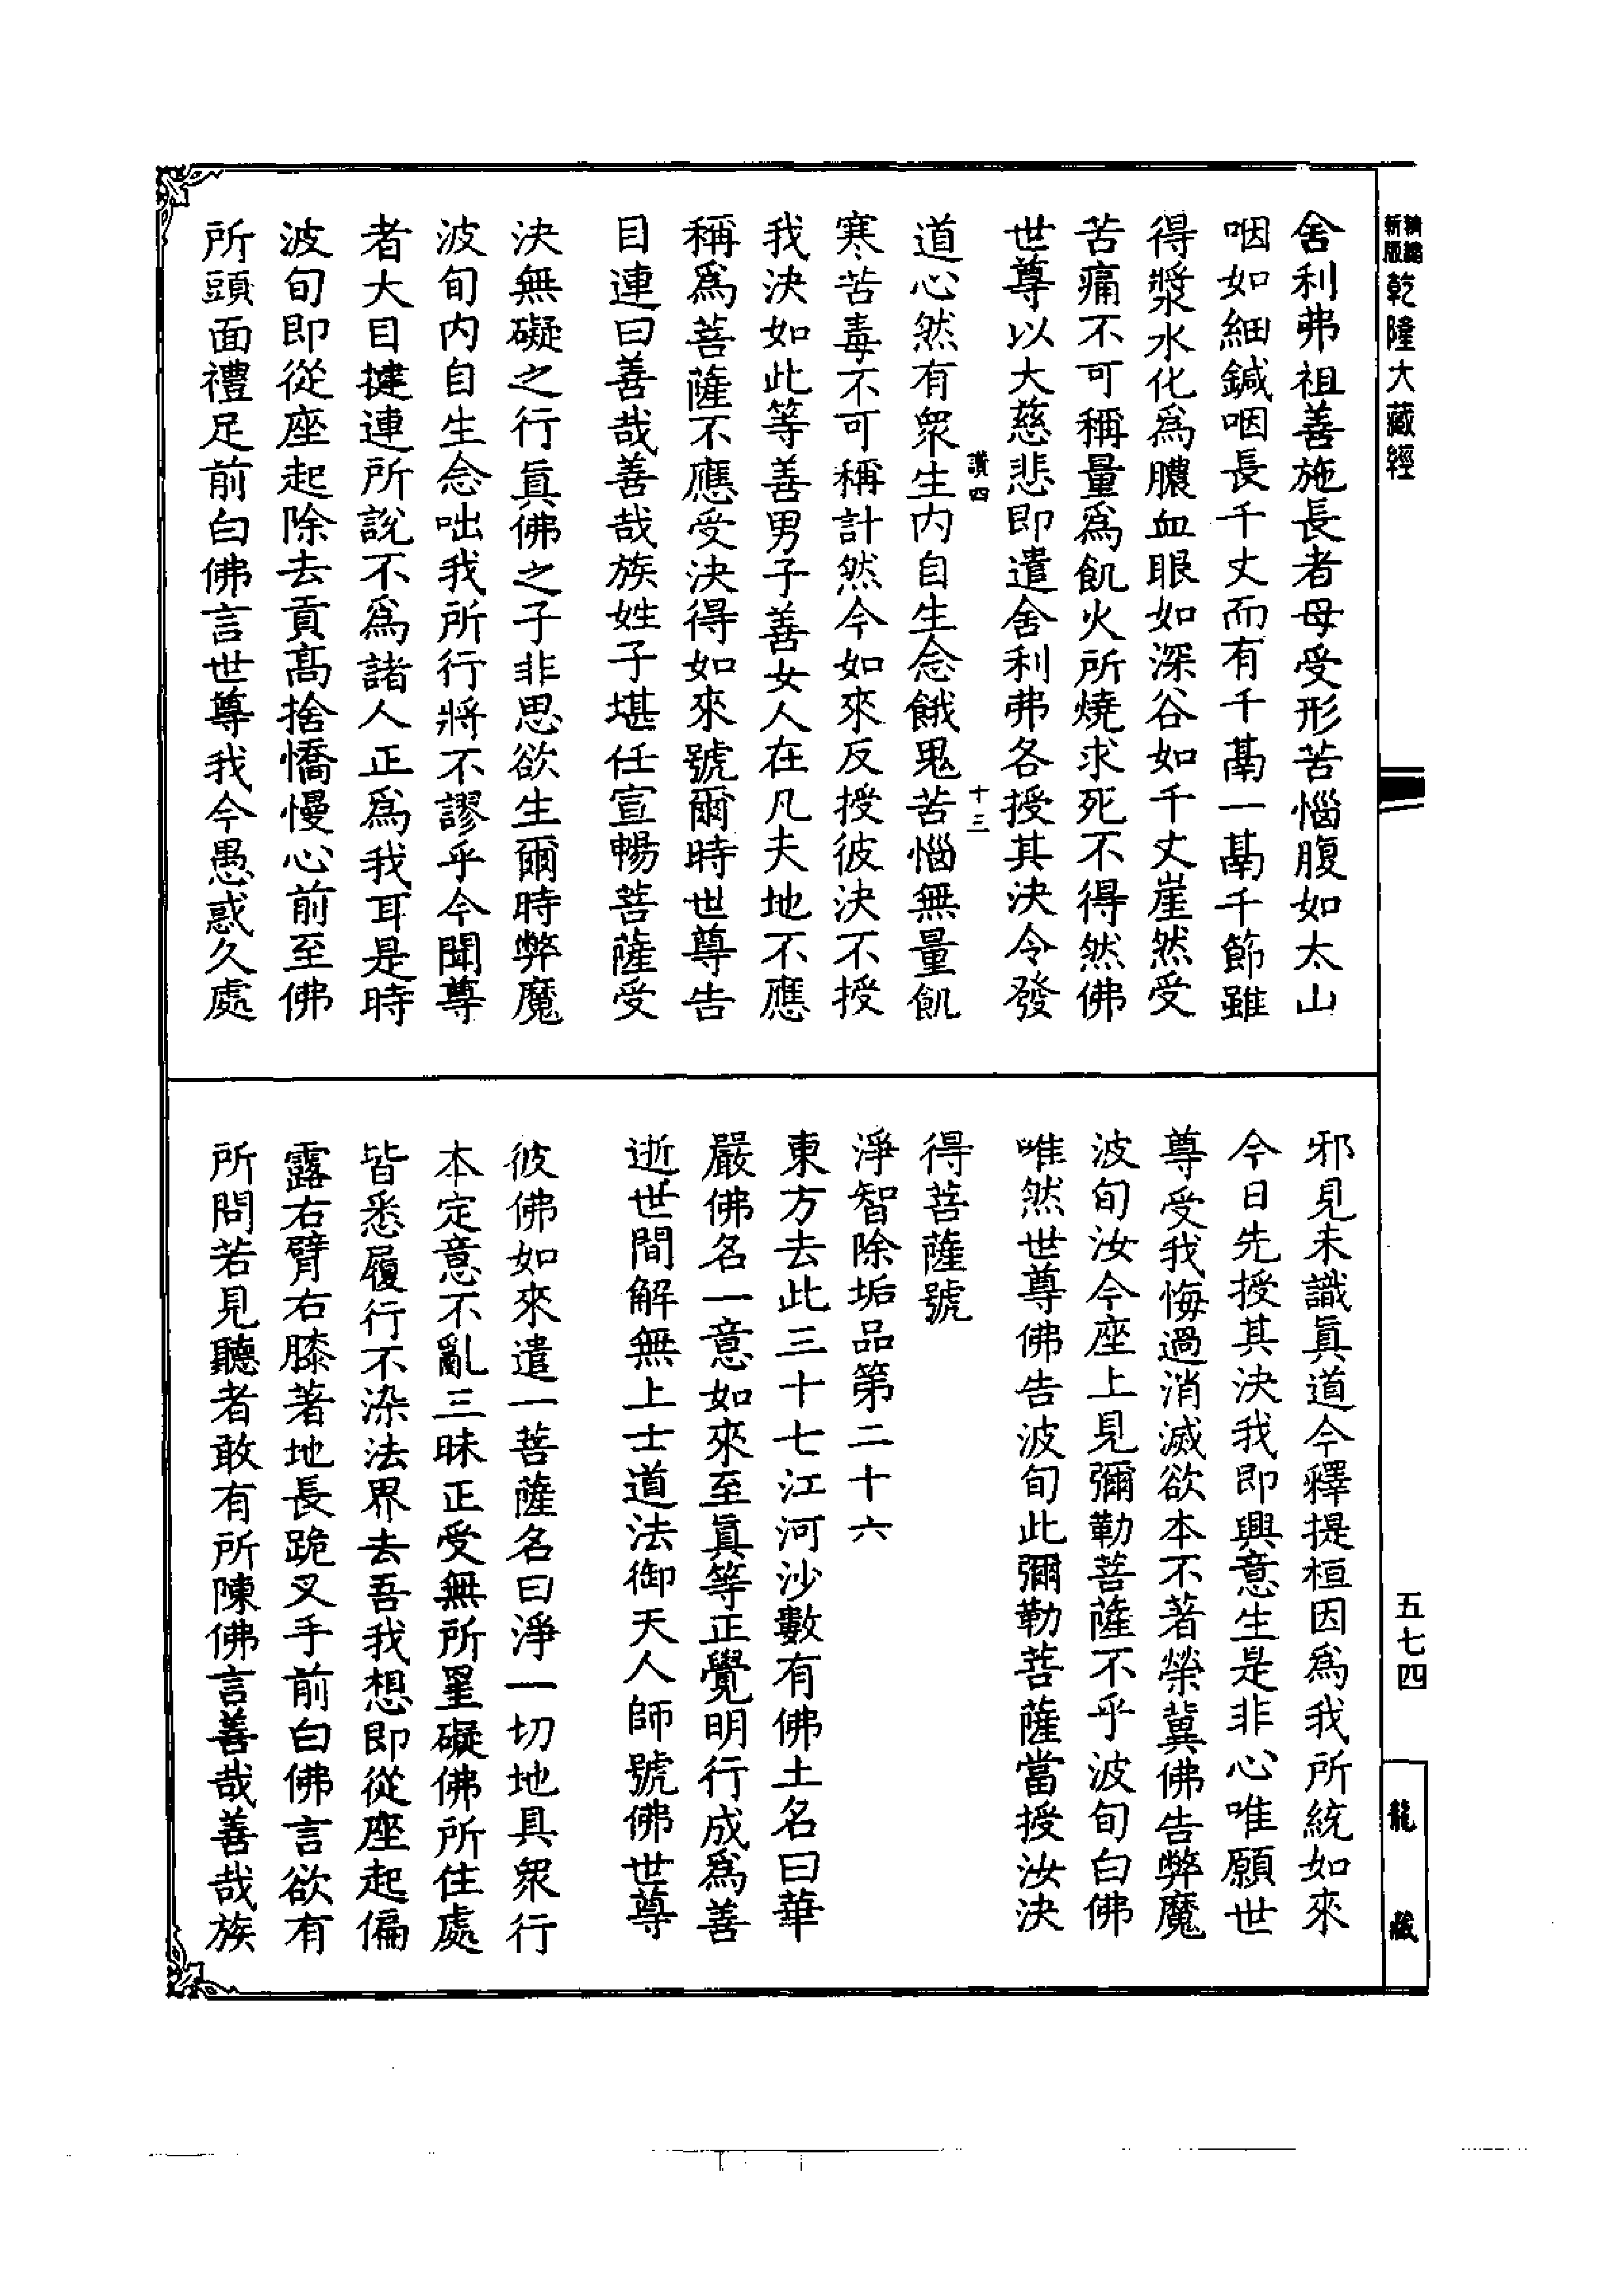 新版
精縮
乾隆大藏經
舍利弗祖善施長者母受形苦惱腹如太山
咽如細鍼咽長千丈而有千鬲一鬲千節雖
得漿水化爲膿血眼如深谷如千丈崖然受
苦痛不可稱量爲飢火所燒求死不得然佛
世尊以大慈悲即遣舍利弗各授其決令發
讚四 十三
道心然有衆生内自生念餓鬼苦惱無量飢
寒苦毒不可稱計然今如來反授彼決不授
我決如此等善男子善女人在凡夫地不應
稱爲菩薩不應受決得如來號爾時世尊告
目連曰善哉善哉族姓子堪任宣暢菩薩受
決無礙之行眞佛之子非思欲生爾時弊魔
波旬内自生念咄我所行將不謬乎今聞尊
者大目揵連所說不爲諸人正爲我耳是時
波旬即從座起除去貢高捨憍慢心前至佛
所頭面禮足前白佛言世尊我今愚惑久處
邪見未識眞道今釋提桓因爲我所統如來
今日先授其決我即興意生是非心唯願世
尊受我悔過消滅欲本不著榮冀佛告弊魔
波旬汝今座上見彌勒菩薩不乎波旬白佛
唯然世尊佛告波旬此彌勒菩薩當授汝決
得菩薩號
淨智除垢品第二十六
東方去此三十七江河沙數有佛土名曰華
嚴佛名一意如來至眞等正覺明行成爲善
逝世間解無上士道法御天人師號佛世尊
彼佛如來遣一菩薩名曰淨一切地具衆行
本定意不亂三昧正受無所罣礙佛所住處
皆悉履行不染法界去吾我想即從座起偏
露右臂右膝著地長跪叉手前白佛言欲有
所問若見聽者敢有所陳佛言善哉善哉族
五七四
龍藏